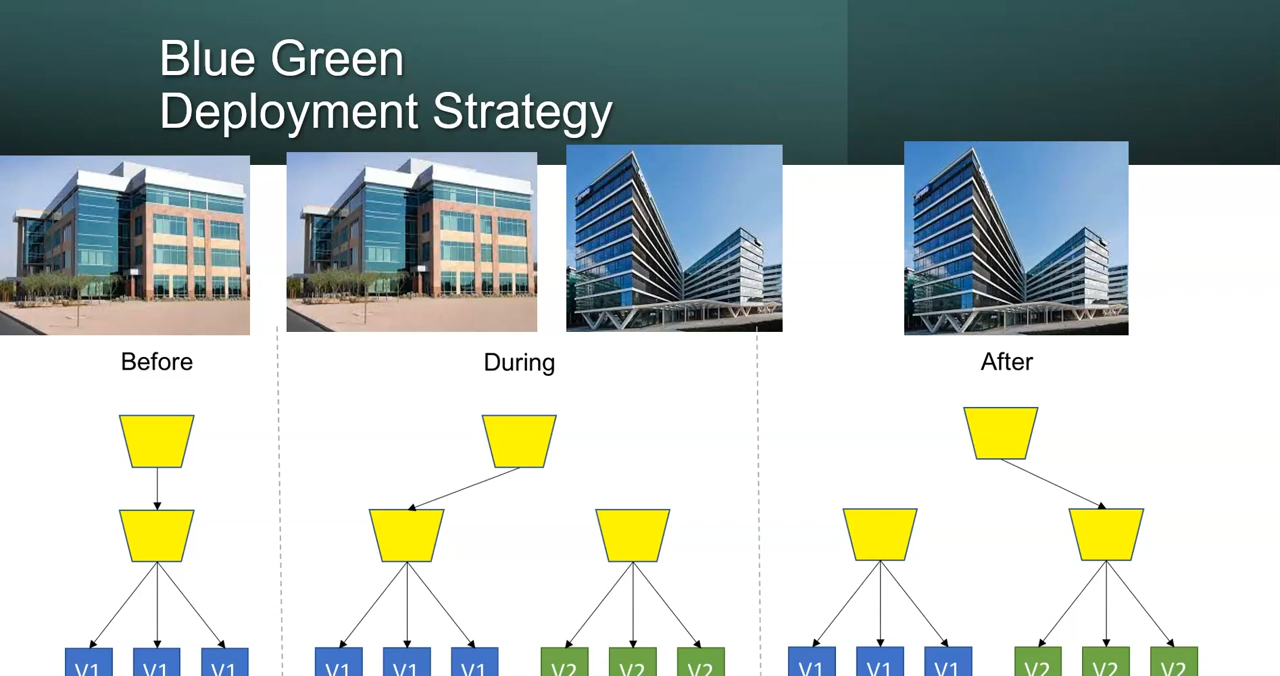 Blue Green
Deployment Strategy
Before
During
After
V1 V1 V1 V1 V1 V1 V2 V2 V2 V1 V1 V1 V2 V2 V2